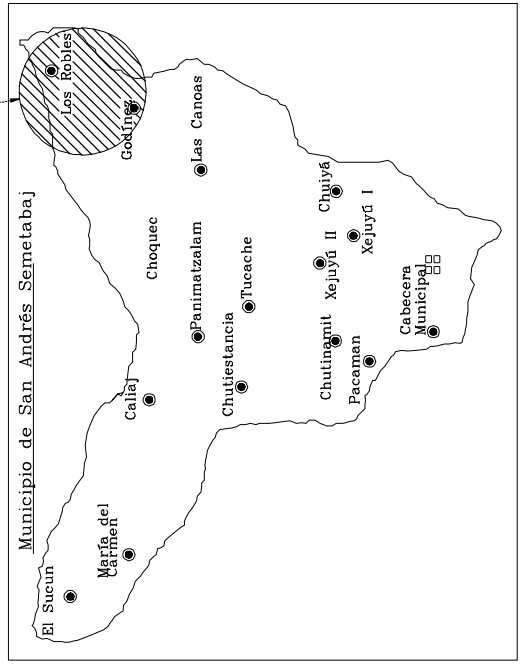 Municipio de San Andrés Semetabaj
El Sucun
María del
Carmen
Caliaj
Choquec
Godínez
Los Robles
Panimatzalam
Las Canoas
Chutiestancia
Tucache
Chutinamit
Xejuyú II
Chuiyá
Pacaman
Xejuyú I
Cabecera
Municipal